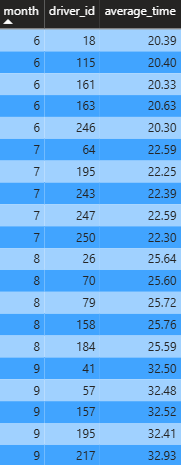 month driver_id average_time
6 18 20.39
6 115 20.40
6 161 20.33
6 163 20.63
6 246 20.30
7 64 22.59
7 195 22.25
7 243 22.39
7 247 22.59
7 250 22.30
8 26 25.64
8 70 25.60
8 79 25.72
8 158 25.76
8 184 25.59
9 41 32.50
9 57 32.48
9 157 32.52
9 195 32.41
9 217 32.93